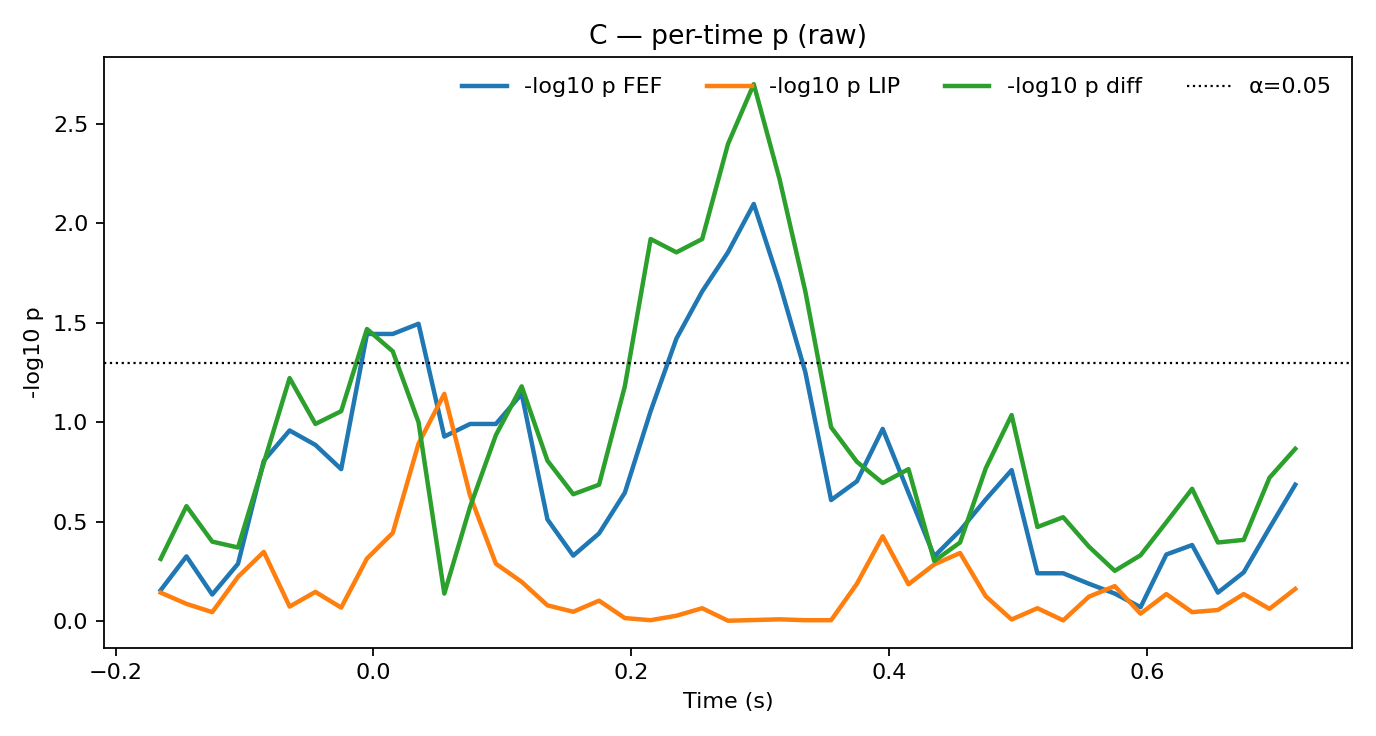 C — per-time p (raw)
-log10 p FEF
-log10 p LIP
-log10 p diff
α=0.05
-log10 p
2.5
2.0
1.5
1.0
0.5
0.0
−0.2
0.0
0.2
0.4
0.6
Time (s)